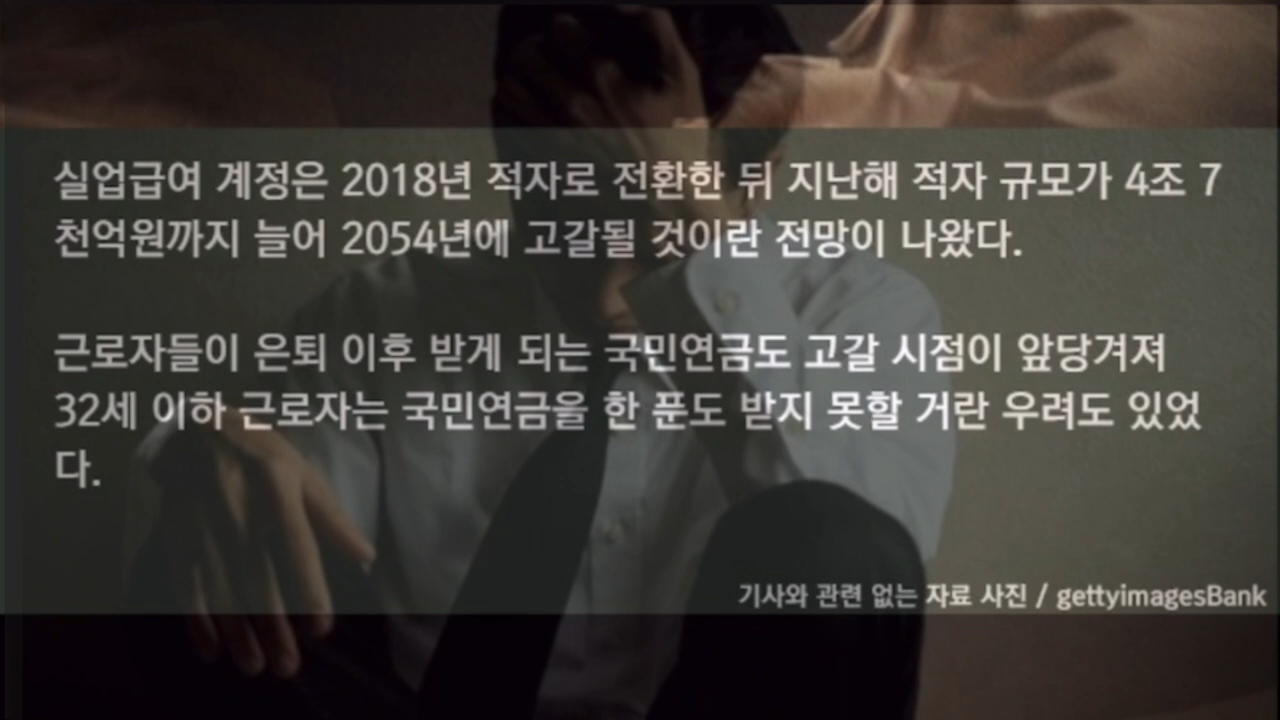 실업급여 계정은 2018년 적자로 전환한 뒤 지난해 적자 규모가 4조 7
천억원까지 늘어 2054년에 고갈될 것이란 전망이 나왔다.
근로자들이 은퇴 이후 받게 되는 국민연금도 고갈 시점이 앞당겨져
32세 이하 근로자는 국민연금을 한 푼도 받지 못할 거란 우려도 있었
다.
기사와 관련 없는 자료 사진 / gettyimagesBank